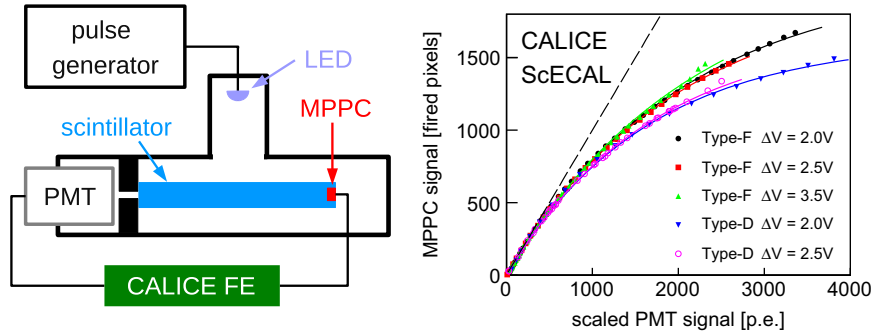 pulse
generator
LED
MPPC
scintillator
PMT
CALICE FE
MPPC signal [fired pixels]
1500
1000
500
0
CALICE
ScECAL
Type-F ΔV = 2.0V
Type-F ΔV = 2.5V
Type-F ΔV = 3.5V
Type-D ΔV = 2.0V
Type-D ΔV = 2.5V
0 1000 2000 3000 4000
scaled PMT signal [p.e.]